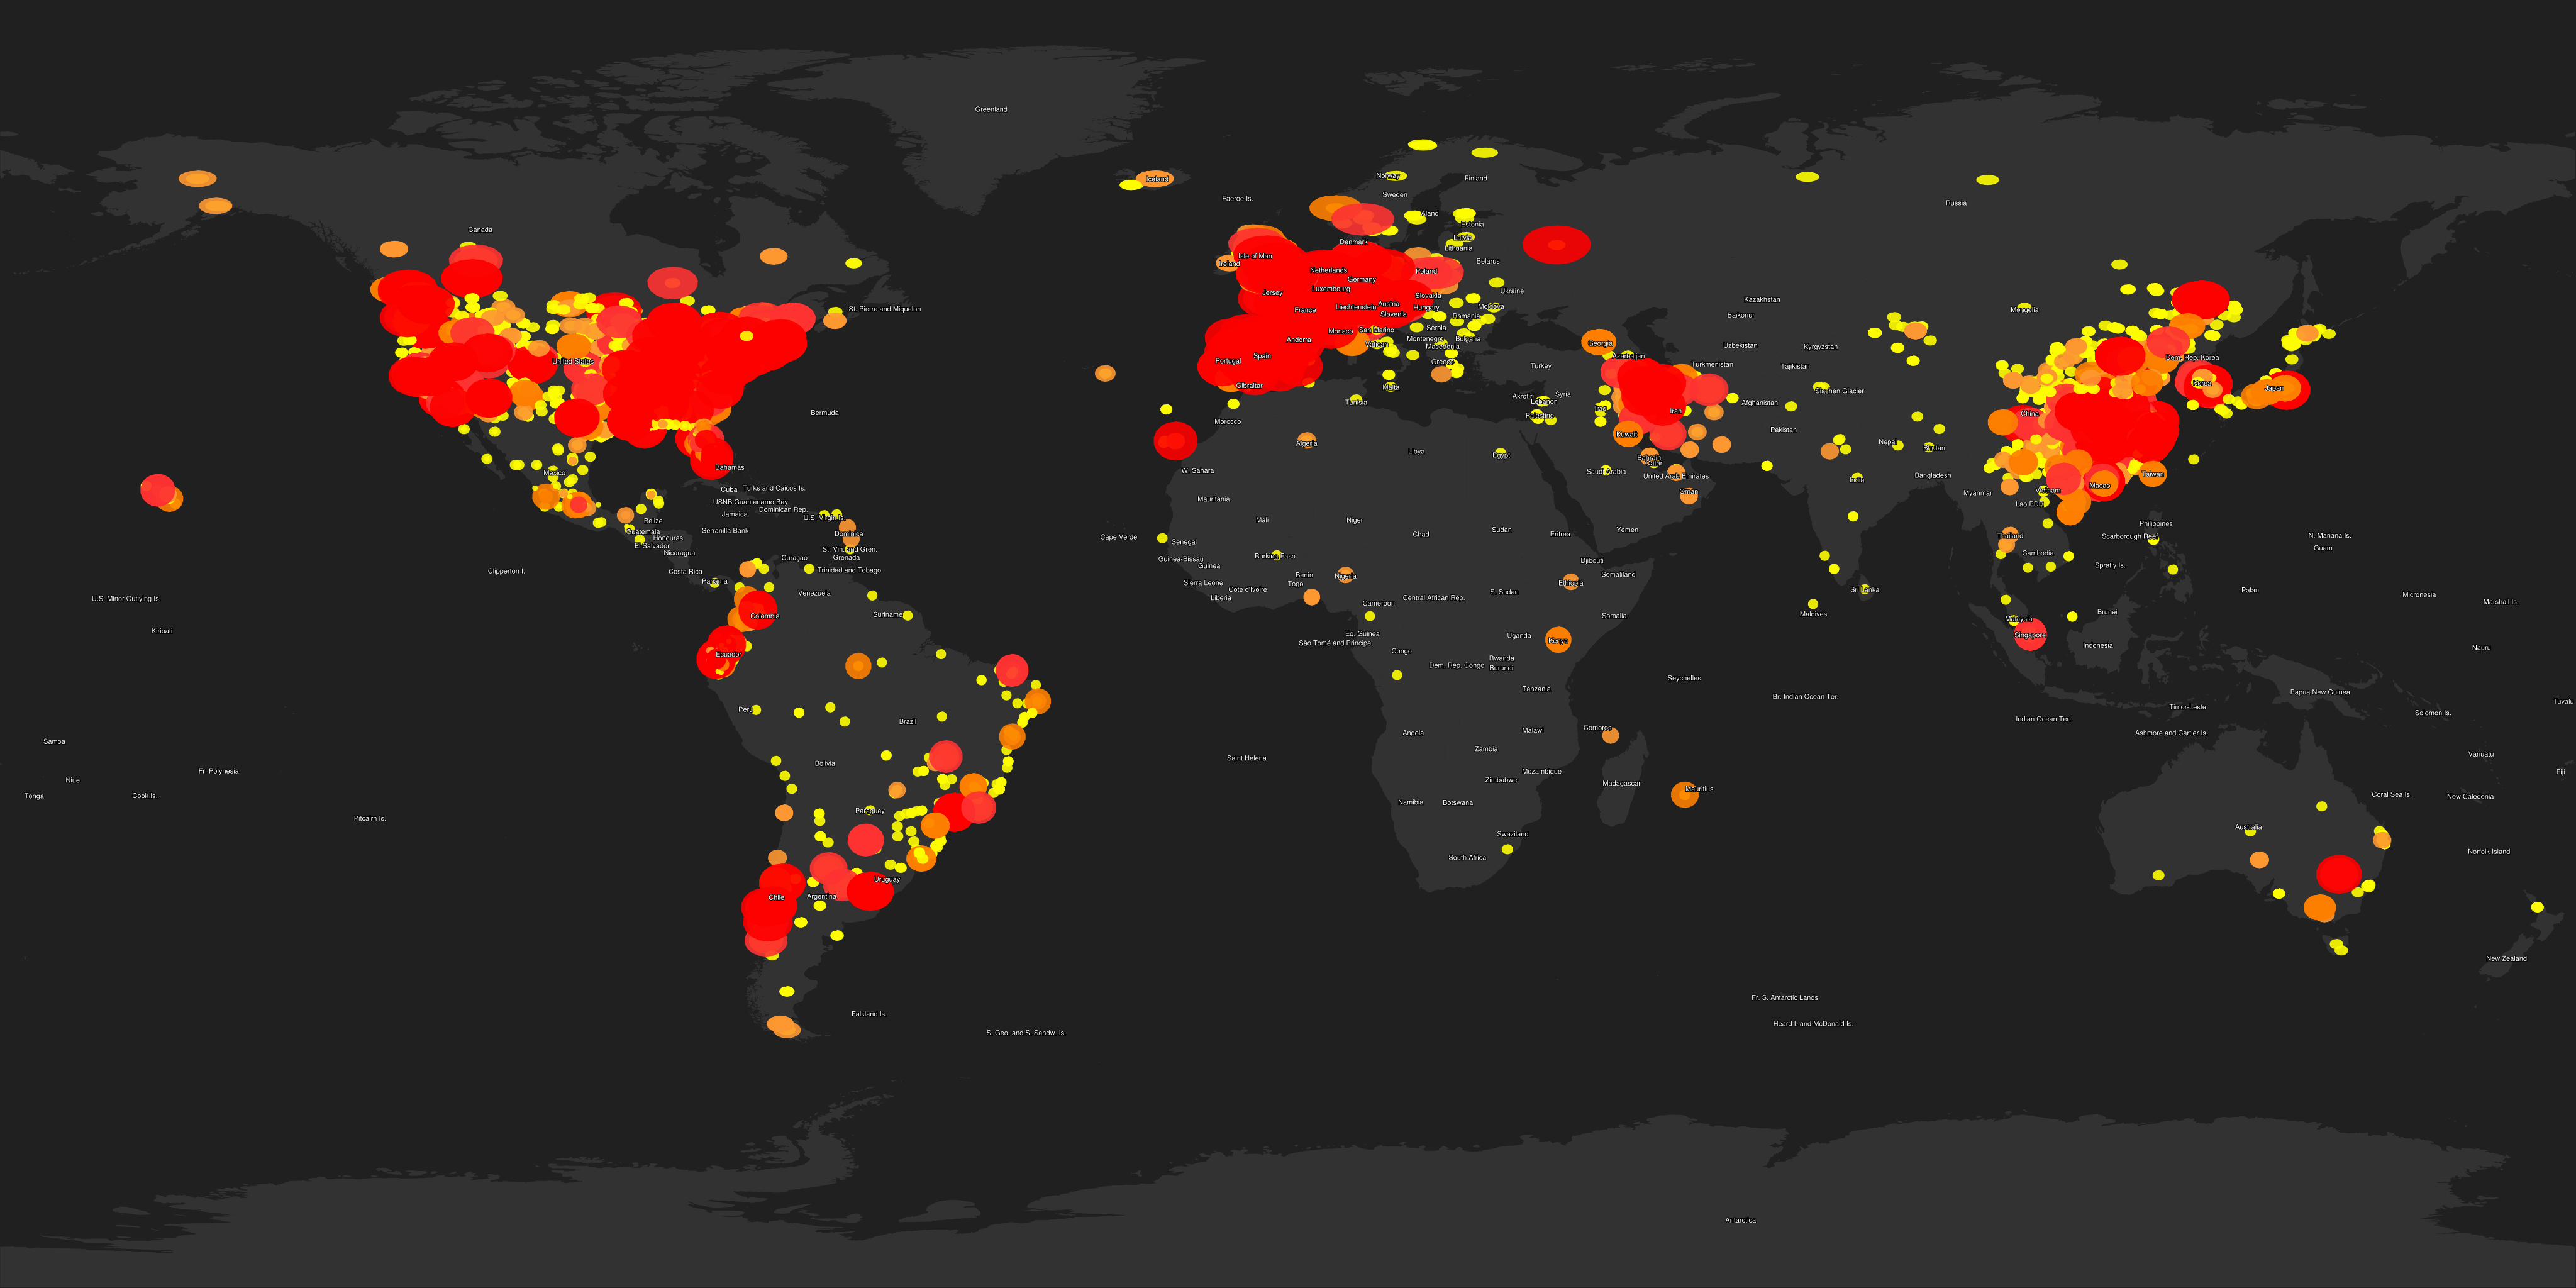 Greenland
Norway
Iceland
Finland
Sweden
Faeroe Is.
Russia
Aland
Estonia
Canada
Latvia
Denmark
Lithuania
Isle of Man
Ireland
Belarus
Netherlands
Poland
Germany
Luxembourg
Ukraine
Jersey
Slovakia
Kazakhstan
Austria
Liechtenstein
Hungary
Moldova
St. Pierre and Miquelon
France
Mongolia
Slovenia
Romania
Baikonur
Serbia
Monaco
San Marino
Andorra
Montenegro
Bulgaria
Vatican
Georgia
Macedonia
Uzbekistan
Kyrgyzstan
Spain
Azerbaijan
Dem. Rep. Korea
Portugal
United States
Greece
Turkmenistan
Turkey
Tajikistan
Gibraltar
Malta
Korea
Japan
Siachen Glacier
Syria
Akrotiri
Lebanon
Tunisia
Afghanistan
Iraq
Iran
Bermuda
China
Palestine
Morocco
Pakistan
Kuwait
Algeria
Nepal
Bhutan
Libya
Egypt
Bahrain
Qatar
Bahamas
W. Sahara
Saudi Arabia
Mexico
Taiwan
United Arab Emirates
Bangladesh
India
Macao
Cuba
Turks and Caicos Is.
Oman
Vietnam
Myanmar
Mauritania
USNB Guantanamo Bay
Lao PDR
Dominican Rep.
Jamaica
U.S. Virgin Is.
Mali
Niger
Belize
Philippines
Serranilla Bank
Sudan
Yemen
Guatemala
Dominica
Chad
Eritrea
Thailand
Scarborough Reef
N. Mariana Is.
Cape Verde
Honduras
Senegal
El Salvador
Guam
St. Vin. and Gren.
Nicaragua
Cambodia
Burkina Faso
Curaçao
Grenada
Guinea-Bissau
Djibouti
Guinea
Spratly Is.
Clipperton I.
Costa Rica
Trinidad and Tobago
Benin
Nigeria
Somaliland
Panama
Sierra Leone
Togo
Ethiopia
Côte d'Ivoire
Sri Lanka
Palau
Venezuela
S. Sudan
Micronesia
U.S. Minor Outlying Is.
Liberia
Central African Rep.
Marshall Is.
Cameroon
Maldives
Brunei
Suriname
Colombia
Somalia
Malaysia
Kiribati
Eq. Guinea
Uganda
Singapore
Kenya
São Tomé and Principe
Indonesia
Nauru
Congo
Ecuador
Rwanda
Dem. Rep. Congo
Burundi
Seychelles
Tanzania
Papua New Guinea
Br. Indian Ocean Ter.
Tuvalu
Timor-Leste
Peru
Solomon Is.
Indian Ocean Ter.
Brazil
Comoros
Malawi
Angola
Ashmore and Cartier Is.
Samoa
Zambia
Vanuatu
Saint Helena
Bolivia
Fr. Polynesia
Mozambique
Fiji
Niue
Zimbabwe
Madagascar
Mauritius
Coral Sea Is.
Tonga
Cook Is.
New Caledonia
Namibia
Botswana
Paraguay
Pitcairn Is.
Australia
Swaziland
Norfolk Island
South Africa
Uruguay
Argentina
Chile
New Zealand
Fr. S. Antarctic Lands
Falkland Is.
Heard I. and McDonald Is.
S. Geo. and S. Sandw. Is.
Antarctica